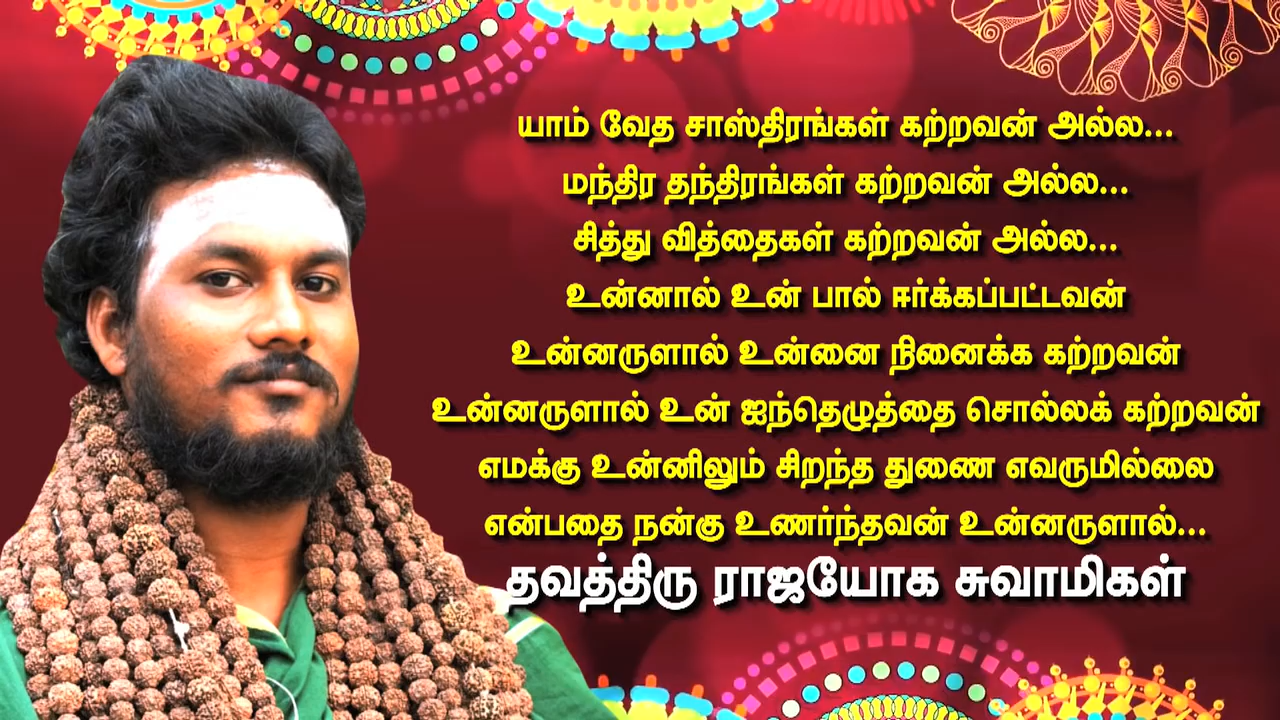 யாம் வேத சாஸ்திரங்கள் கற்றவன் அல்ல...
மந்திர தந்திரங்கள் கற்றவன் அல்ல...
சித்து வித்தைகள் கற்றவன் அல்ல...
உன்னால் உன் பால் ஈர்க்கப்பட்டவன்
உன்னருளால் உன்னை நினைக்க கற்றவன்
உன்னருளால் உன் ஐந்தெழுத்தை சொல்லக் கற்றவன்
எமக்கு உன்னிலும் சிறந்த துணை எவருமில்லை
என்பதை நன்கு உணர்ந்தவன் உன்னருளால்...
தவத்திரு ராஜயோக சுவாமிகள்